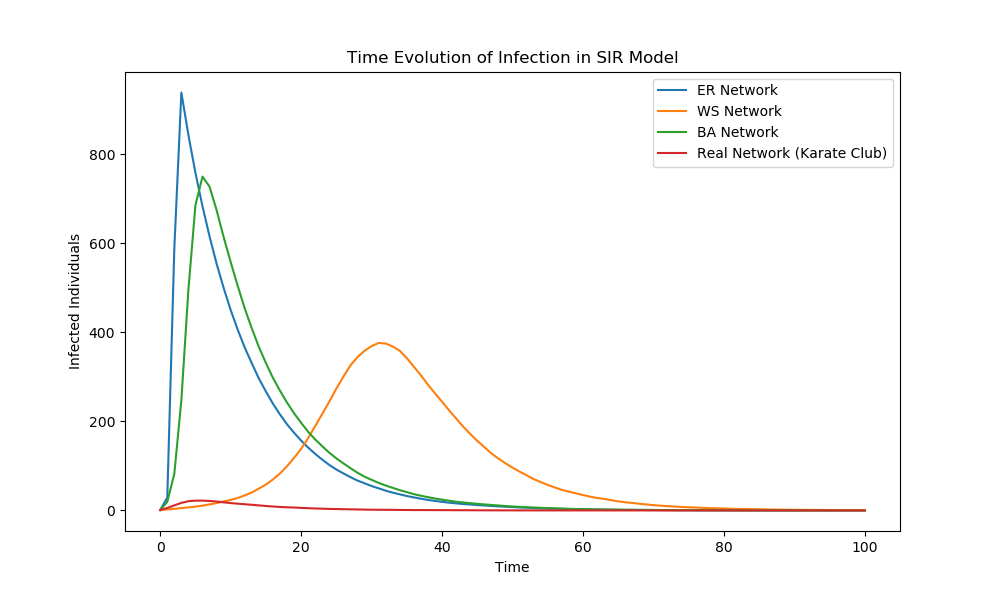 Time Evolution of Infection in SIR Model
ER Network
WS Network
BA Network
Real Network (Karate Club)
Infected Individuals
800
600
400
200
0
0 20 40 60 80 100
Time